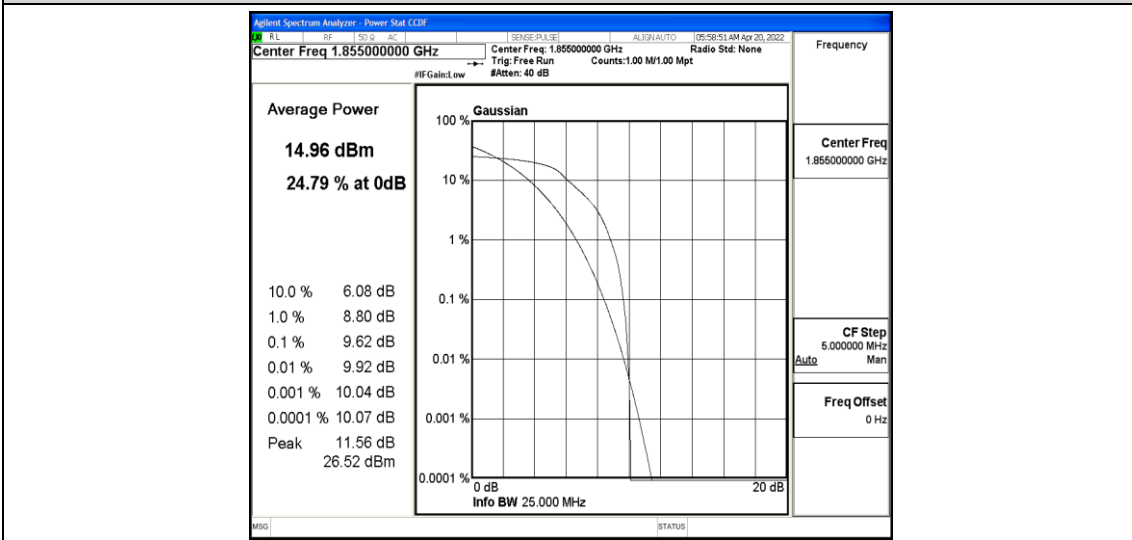 Agilent Spectrum Analyzer - Power Stat CCDF
LXI RL RF 50 Ω AC SENSE:PULSE ALIGN AUTO 05:58:51 AM Apr 20, 2022
Center Freq 1.855000000 GHz
Center Freq: 1.855000000 GHz Radio Std: None
Trig: Free Run Counts:1.00 M/1.00 Mpt
#IFGain:Low #Atten: 40 dB
Frequency
Average Power
14.96 dBm
24.79 % at 0dB
10.0 % 6.08 dB
1.0 % 8.80 dB
0.1 % 9.62 dB
0.01 % 9.92 dB
0.001 % 10.04 dB
0.0001 % 10.07 dB
Peak 11.56 dB
26.52 dBm
Gaussian
100 %
10 %
1 %
0.1 %
0.01 %
0.001 %
0.0001 %
0 dB 20 dB
Info BW 25.000 MHz
Center Freq
1.855000000 GHz
CF Step
5.000000 MHz
Auto Man
Freq Offset
0 Hz
MSG STATUS